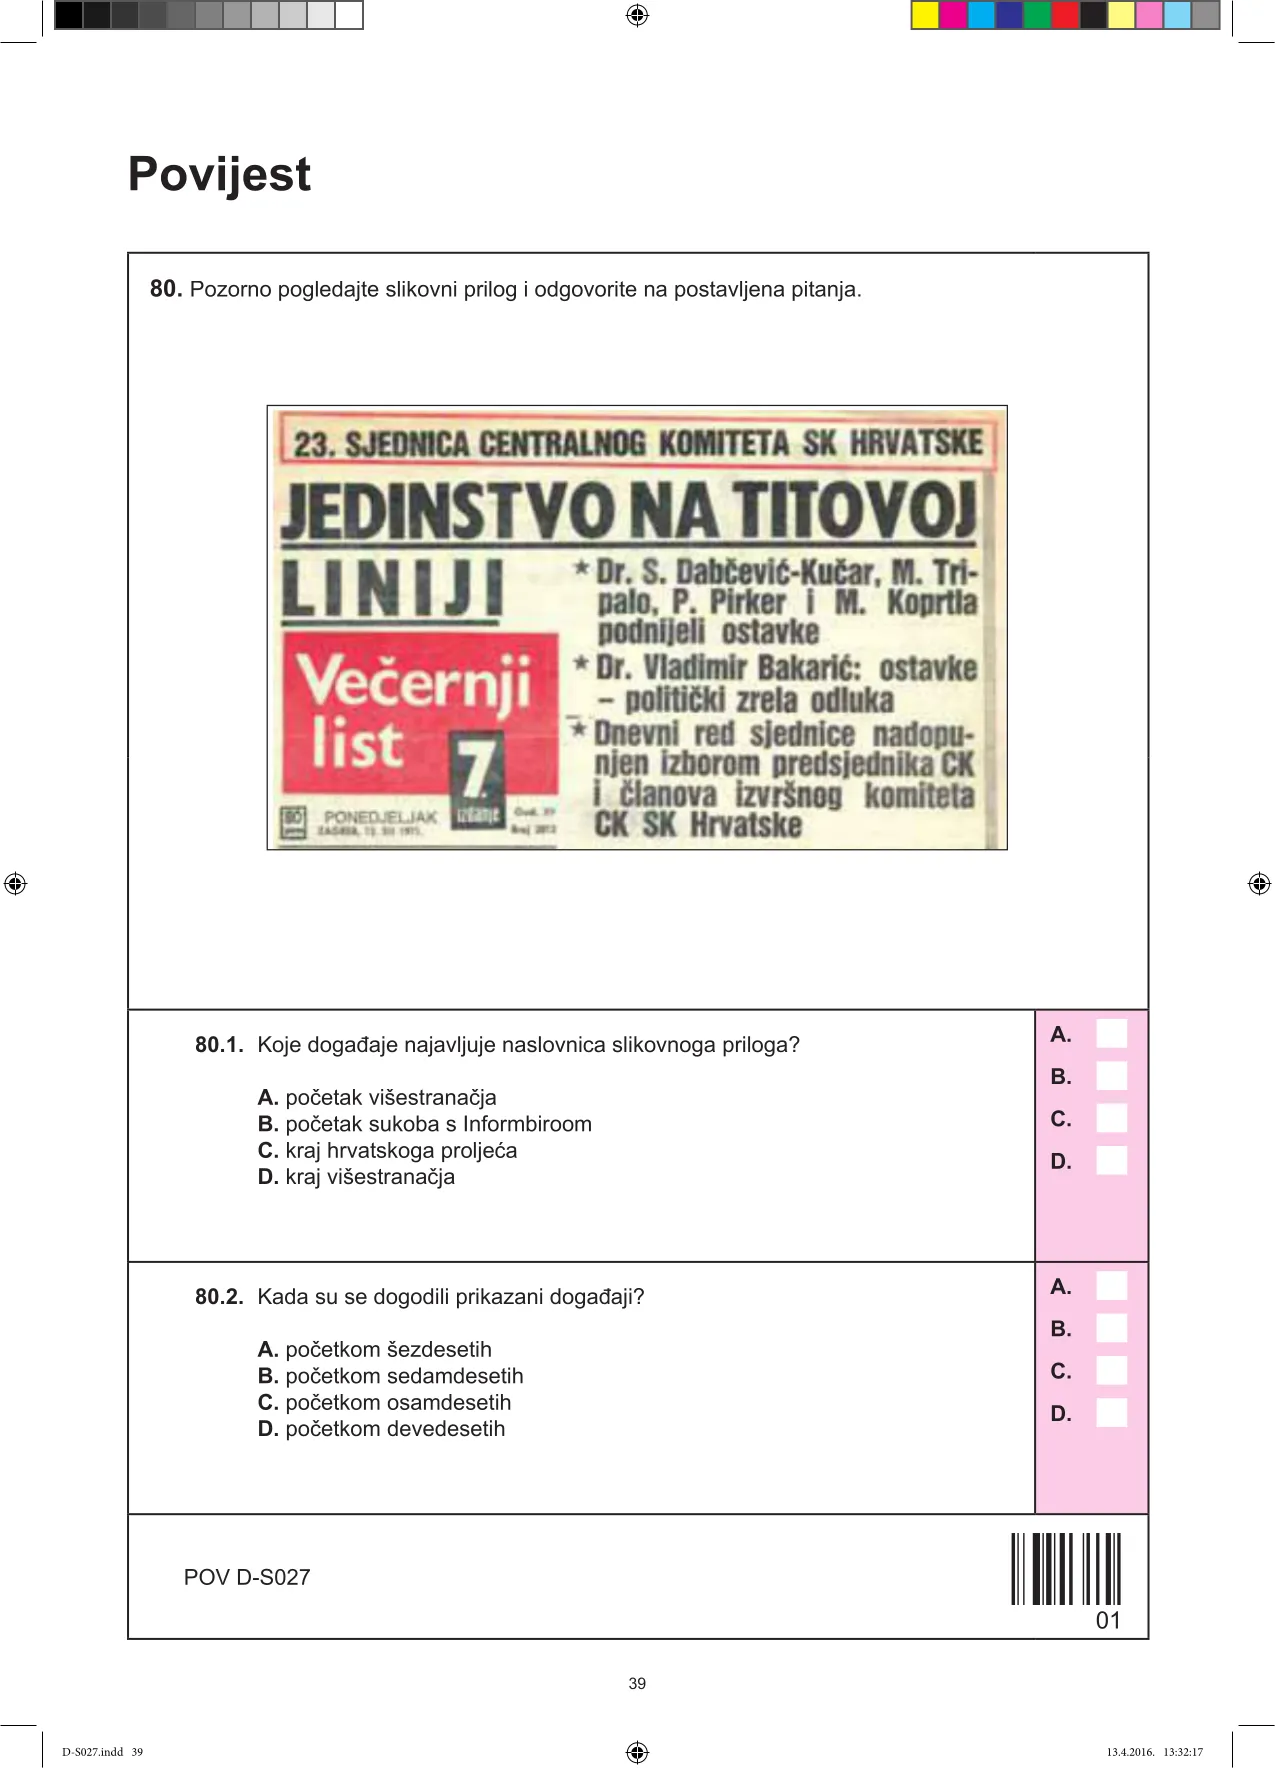 Povijest
80. Pozorno pogledajte slikovni prilog i odgovorite na postavljena pitanja.
23. SJEDNICA CENTRALNOG KOMITETA SK HRVATSKE
JEDINSTVO NA TITOVOJ
LINIJI
* Dr. S. Dabčević-Kučar, M. Tri-
palo, P. Pirker i M. Koprtla
podnijeli ostavke
* Dr. Vladimir Bakarić: ostavke
– politički zrela odluka
* Dnevni red sjednice nadopu-
njen izborom predsjednika CK
i članova izvršnog komiteta
CK SK Hrvatske
Večernji
list
7.
izdanje
80
PONEDJELJAK
ZAGREB,
80.1. Koje događaje najavljuje naslovnica slikovnoga priloga?
A. početak višestranačja
B. početak sukoba s Informbiroom
C. kraj hrvatskoga proljeća
D. kraj višestranačja
A.
B.
C.
D.
80.2. Kada su se dogodili prikazani događaji?
A. početkom šezdesetih
B. početkom sedamdesetih
C. početkom osamdesetih
D. početkom devedesetih
A.
B.
C.
D.
POV D-S027
01
39
D-S027.indd 39
13.4.2016. 13:32:17